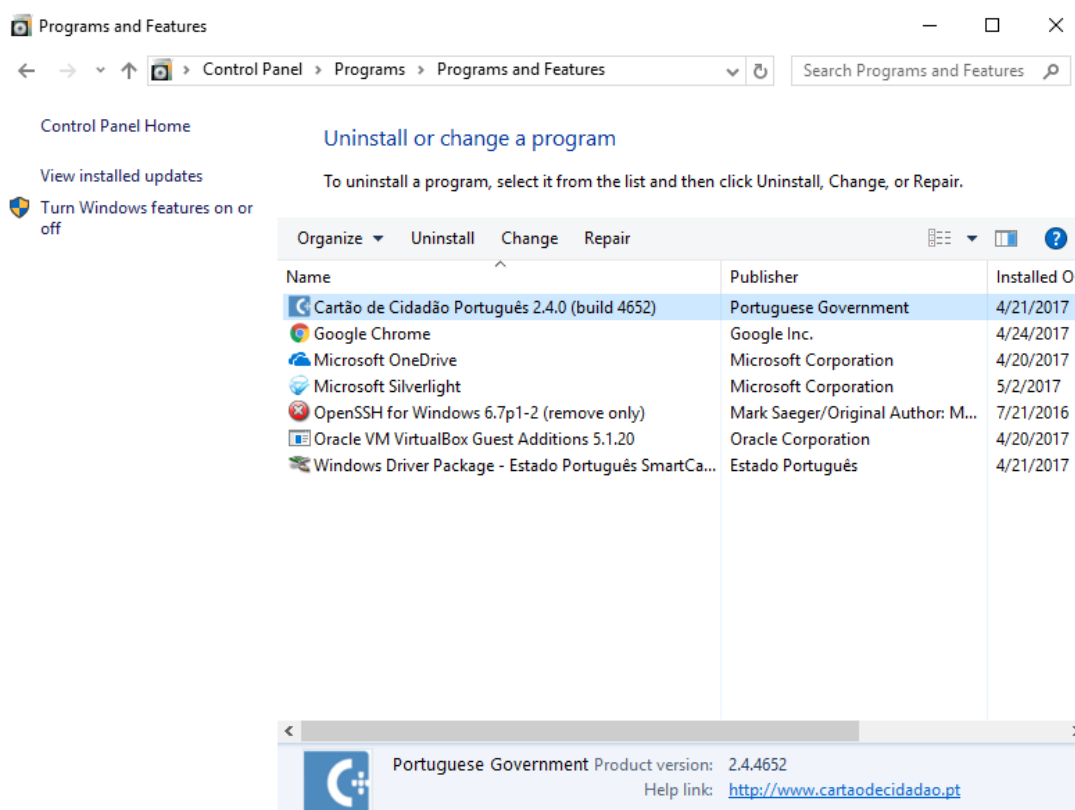 Programs and Features
Control Panel > Programs > Programs and Features
Search Programs and Features
Control Panel Home
View installed updates
Turn Windows features on or
off
Uninstall or change a program
To uninstall a program, select it from the list and then click Uninstall, Change, or Repair.
Organize Uninstall Change Repair
Name Publisher Installed O
Cartão de Cidadão Português 2.4.0 (build 4652) Portuguese Government 4/21/2017
Google Chrome Google Inc. 4/24/2017
Microsoft OneDrive Microsoft Corporation 4/20/2017
Microsoft Silverlight Microsoft Corporation 5/2/2017
OpenSSH for Windows 6.7p1-2 (remove only) Mark Saeger/Original Author: M... 7/21/2016
Oracle VM VirtualBox Guest Additions 5.1.20 Oracle Corporation 4/20/2017
Windows Driver Package - Estado Português SmartCa... Estado Português 4/21/2017
Portuguese Government Product version: 2.4.4652
Help link: http://www.cartaodecidadao.pt